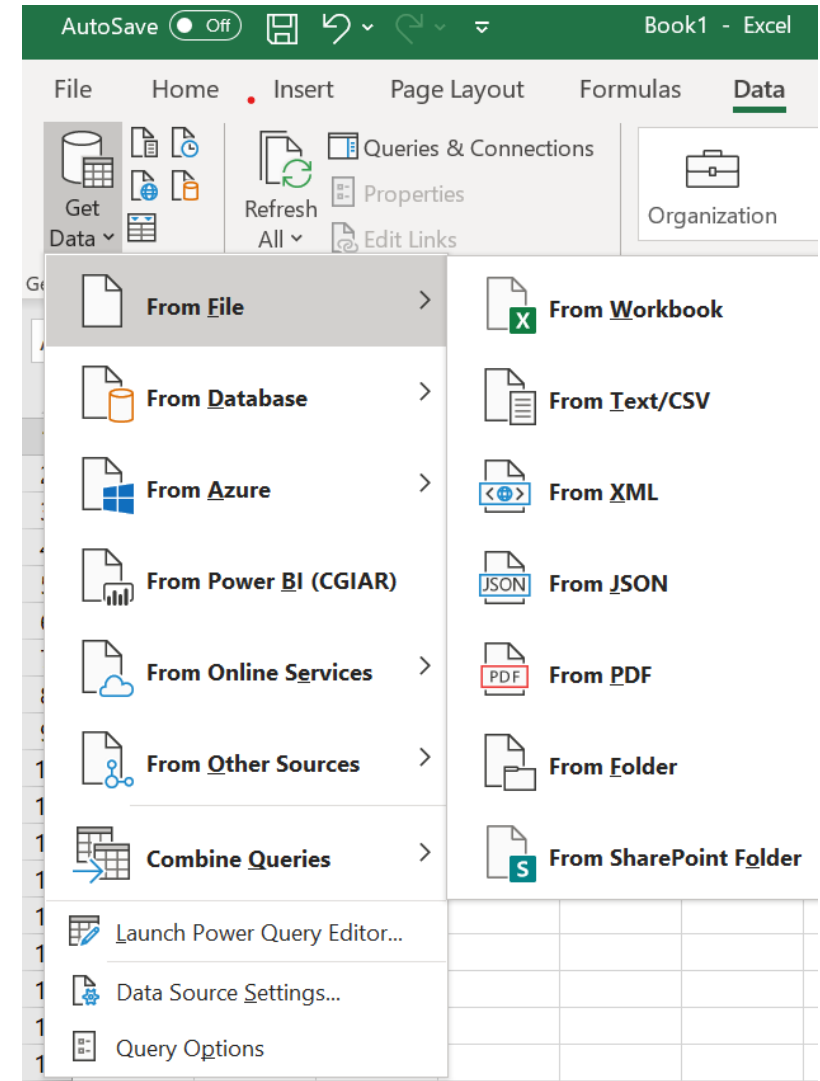 AutoSave Off Book1 - Excel
File Home Insert Page Layout Formulas Data
Get Data
Refresh All
Queries & Connections
Properties
Edit Links
Organization
From File
From Database
From Azure
From Power BI (CGIAR)
From Online Services
From Other Sources
Combine Queries
Launch Power Query Editor...
Data Source Settings...
Query Options
From Workbook
From Text/CSV
From XML
JSON From JSON
PDF From PDF
From Folder
From SharePoint Folder